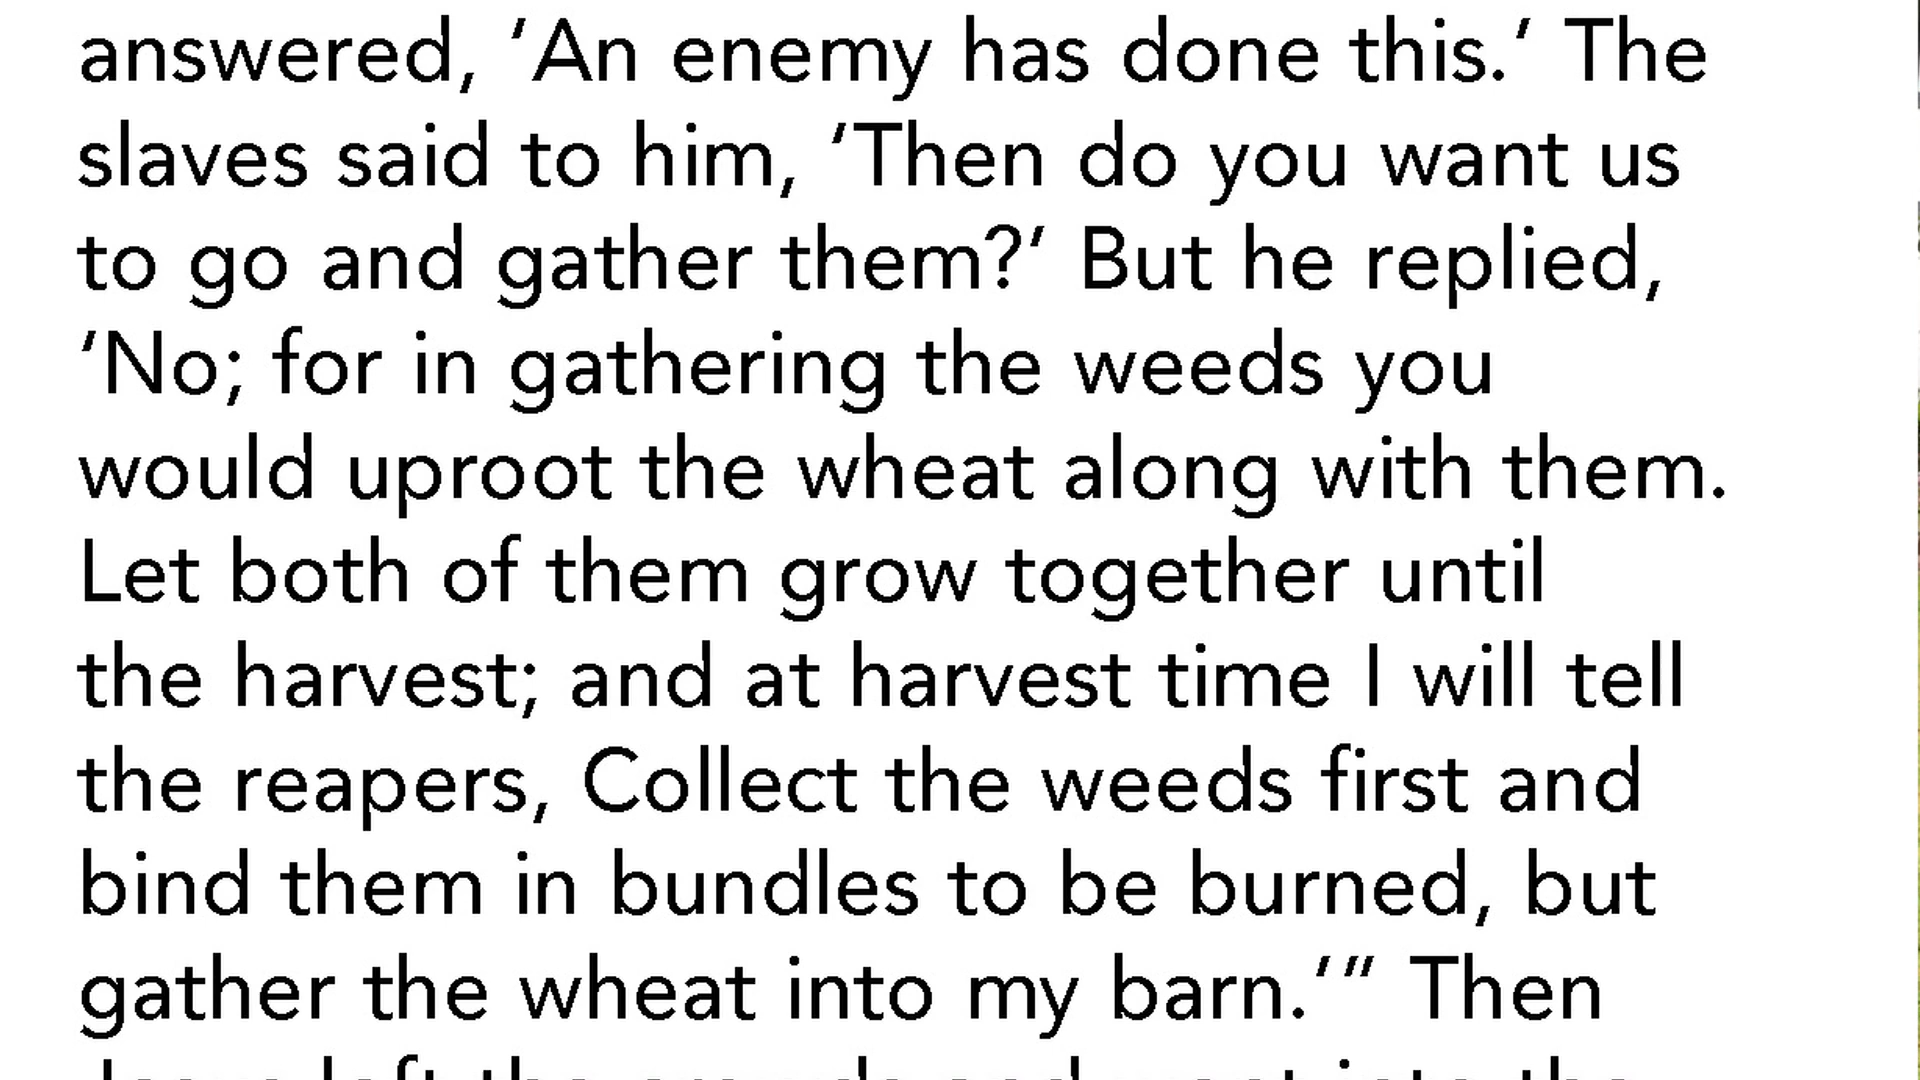 answered, ‘An enemy has done this.’ The
slaves said to him, ‘Then do you want us
to go and gather them?’ But he replied,
‘No; for in gathering the weeds you
would uproot the wheat along with them.
Let both of them grow together until
the harvest; and at harvest time I will tell
the reapers, Collect the weeds first and
bind them in bundles to be burned, but
gather the wheat into my barn.’” Then